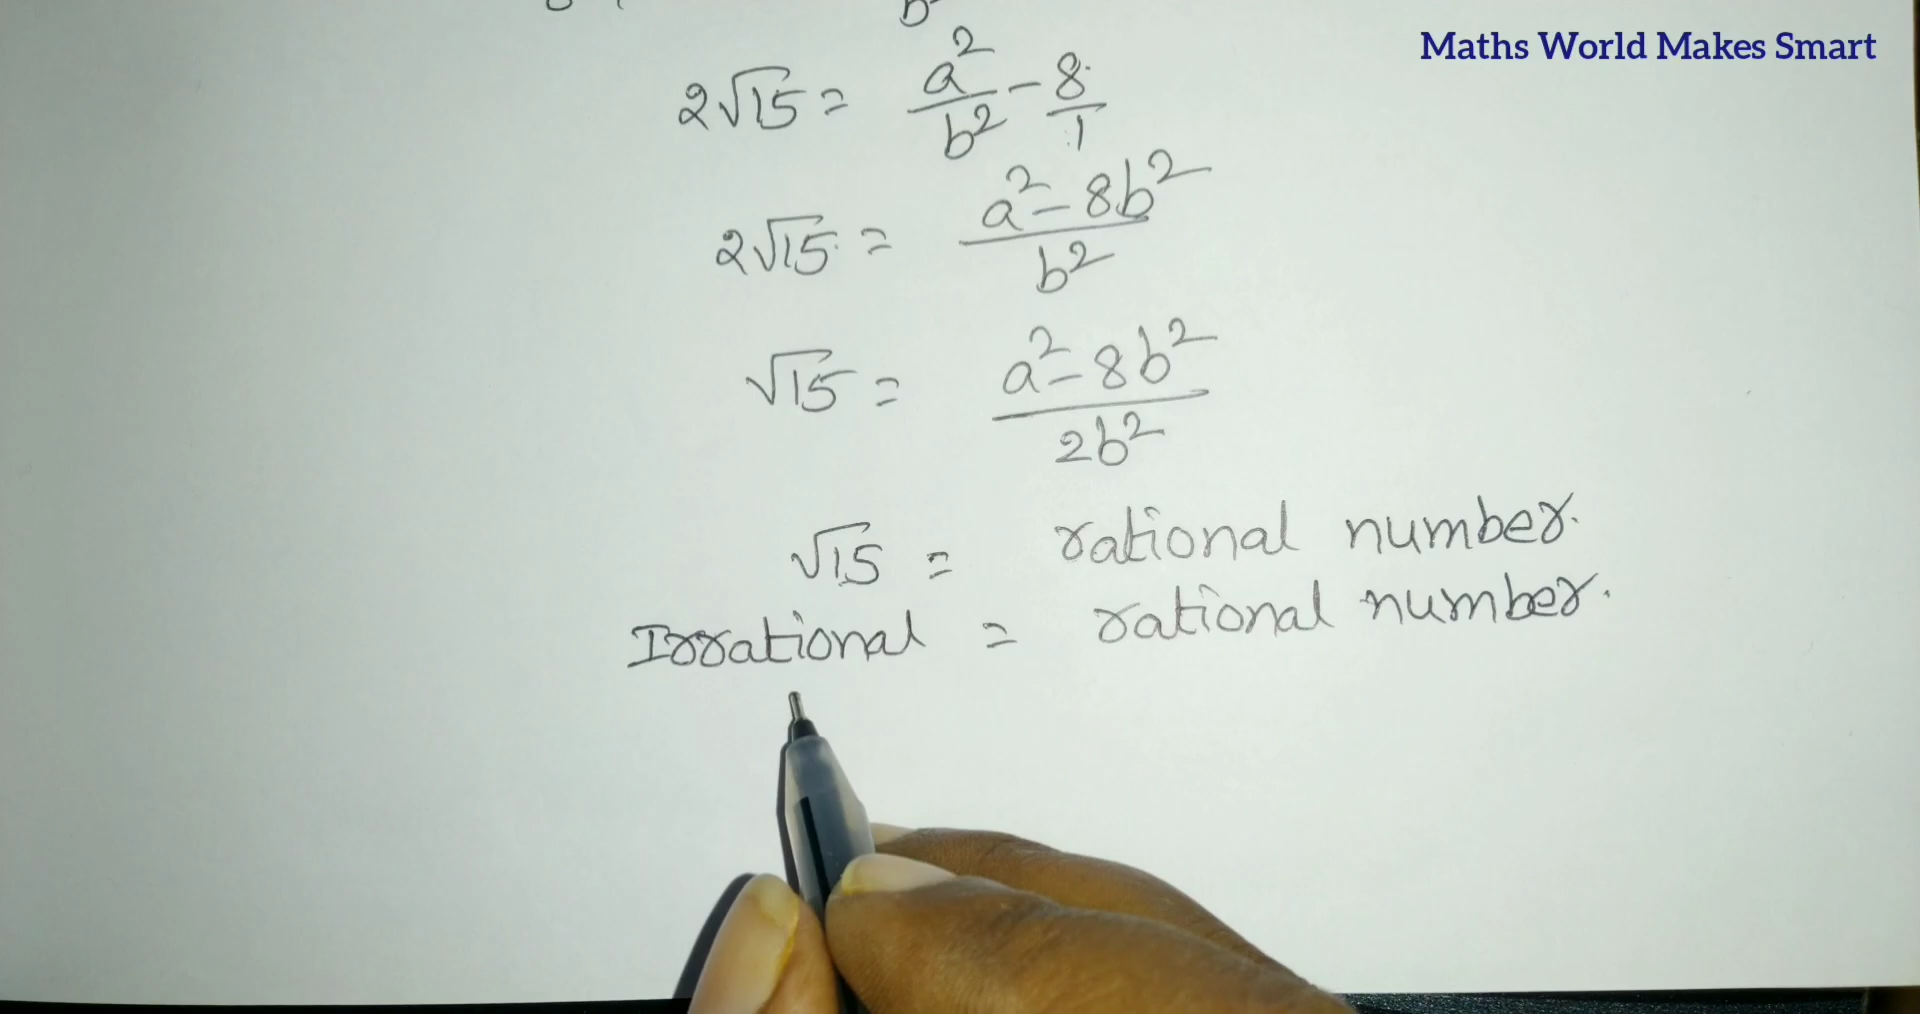 Maths World Makes Smart
2√15 = a²/b² - 8/1
2√15 = a² - 8b² / b²
√15 = a² - 8b² / 2b²
√15 = rational number.
Irrational = rational number.